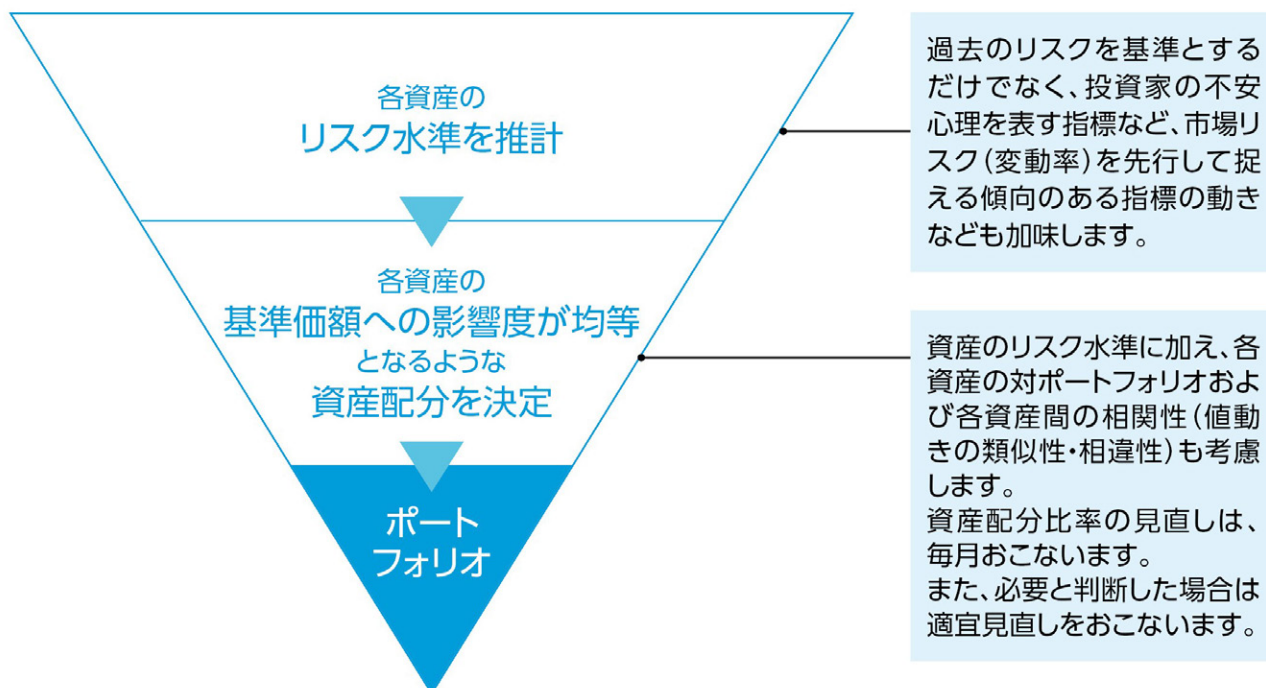 各資産の
リスク水準を推計
各資産の
基準価額への影響度が均等
となるような
資産配分を決定
ポート
フォリオ
過去のリスクを基準とする
だけでなく、投資家の不安
心理を表す指標など、市場リ
スク(変動率)を先行して捉
える傾向のある指標の動き
なども加味します。
資産のリスク水準に加え、各
資産の対ポートフォリオおよ
び各資産間の相関性(値動
きの類似性・相違性)も考慮
します。
資産配分比率の見直しは、
毎月おこないます。
また、必要と判断した場合は
適宜見直しをおこないます。